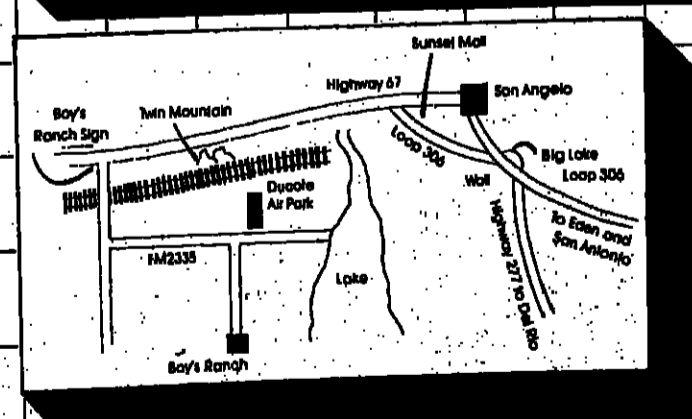 Sunset Mall
Highway 67
San Angelo
Boy's
Ranch Sign
Twin Mountain
Loop 306
Big Lake
Loop 306
Wall
Ducote
Air Park
To Eden and
San Antonio
Highway 277 to Del Rio
FM2335
Lake
Boy's Ranch